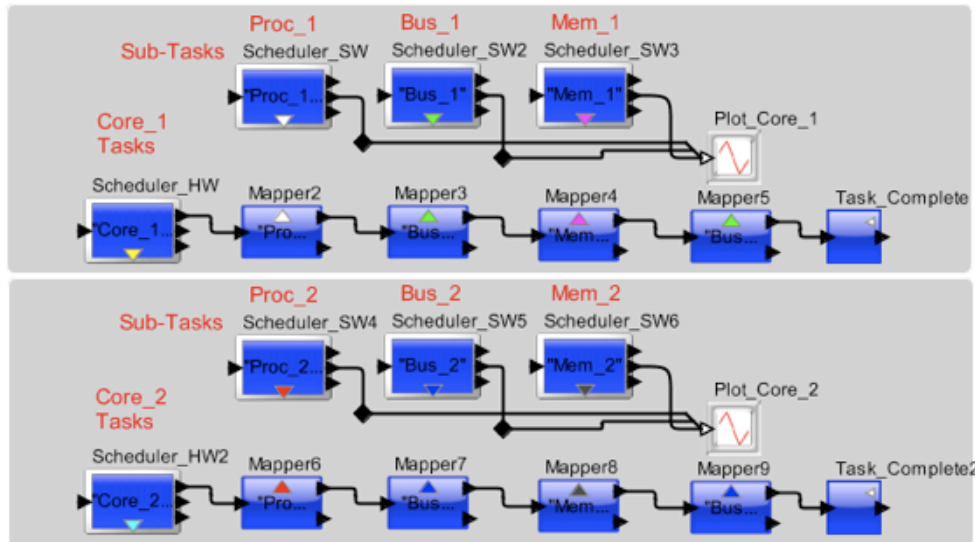 Proc_1 Bus_1 Mem_1
Sub-Tasks Scheduler_SW Scheduler_SW2 Scheduler_SW3
"Proc_1... "Bus_1" "Mem_1"
Plot_Core_1
Core_1
Tasks
Scheduler_HW Mapper2 Mapper3 Mapper4 Mapper5 Task_Complete
"Core_1... "Pro... "Bus... "Mem... "Bus...
Proc_2 Bus_2 Mem_2
Sub-Tasks Scheduler_SW4 Scheduler_SW5 Scheduler_SW6
"Proc_2... "Bus_2" "Mem_2"
Plot_Core_2
Core_2
Tasks
Scheduler_HW2 Mapper6 Mapper7 Mapper8 Mapper9 Task_Complete2
"Core_2... "Pro... "Bus... "Mem... "Bus...